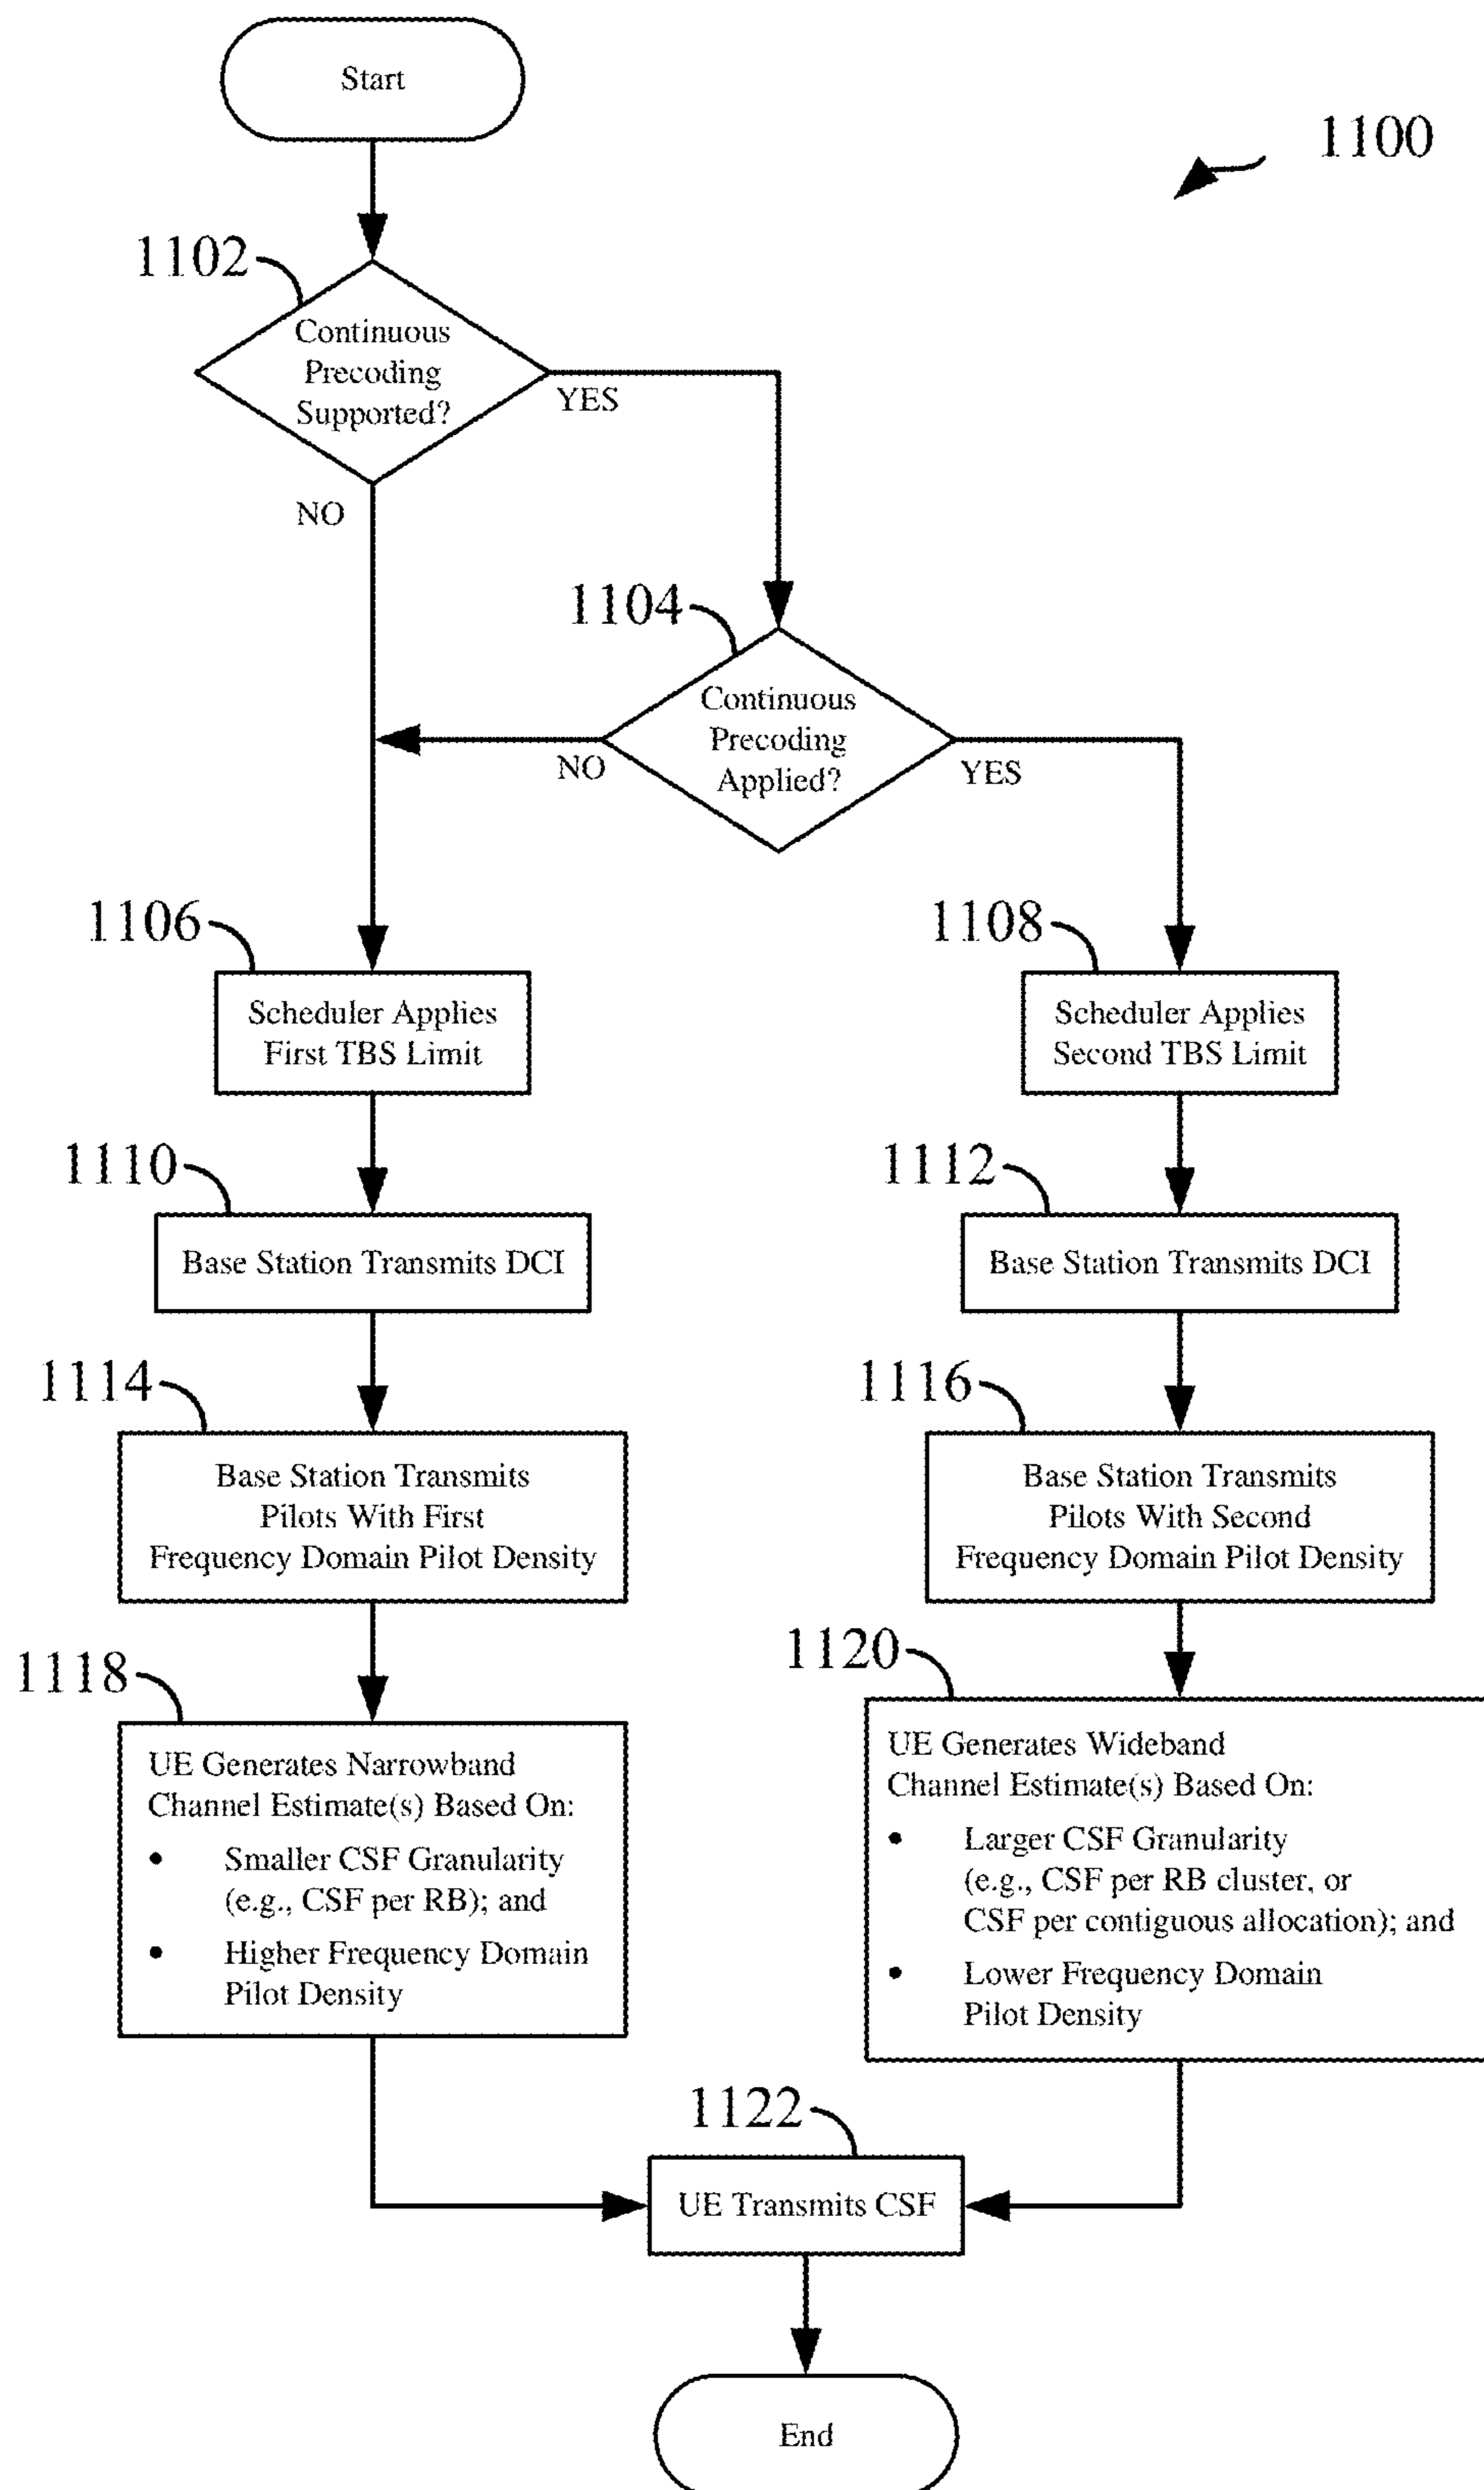 Start
1100
1102
Continuous
Precoding
Supported?
YES
NO
1104
Continuous
Precoding
Applied?
NO
YES
1106
Scheduler Applies
First TBS Limit
1108
Scheduler Applies
Second TBS Limit
1110
Base Station Transmits DCI
1112
Base Station Transmits DCI
1114
Base Station Transmits
Pilots With First
Frequency Domain Pilot Density
1116
Base Station Transmits
Pilots With Second
Frequency Domain Pilot Density
1118
UE Generates Narrowband
Channel Estimate(s) Based On:
• Smaller CSF Granularity
(e.g., CSF per RB); and
• Higher Frequency Domain
Pilot Density
1120
UE Generates Wideband
Channel Estimate(s) Based On:
• Larger CSF Granularity
(e.g., CSF per RB cluster, or
CSF per contiguous allocation); and
• Lower Frequency Domain
Pilot Density
1122
UE Transmits CSF
End